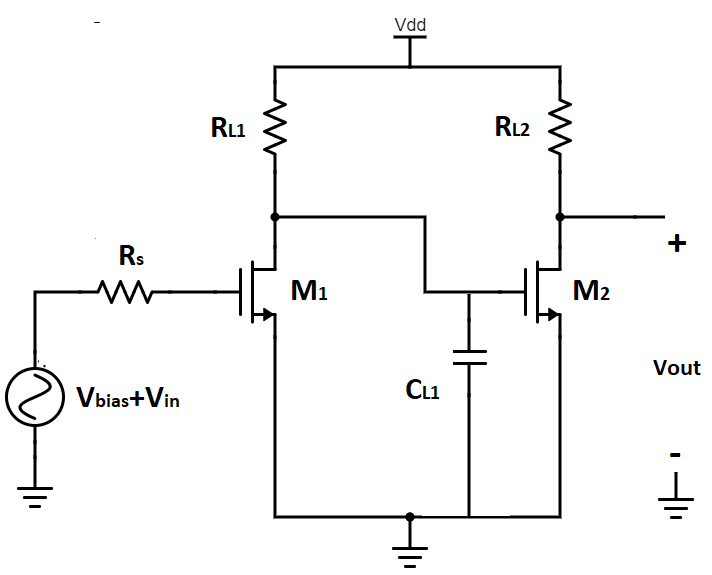 Vdd
RL1
RL2
Rs
M1
M2
+
Vbias+Vin
CL1
Vout
-